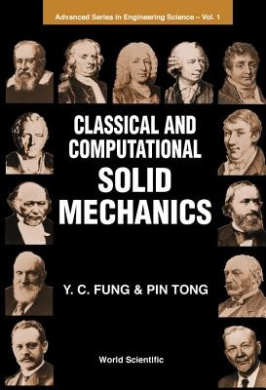 Advanced Series in Engineering Science – Vol. 1
CLASSICAL AND
COMPUTATIONAL
SOLID
MECHANICS
Y. C. FUNG & PIN TONG
World Scientific